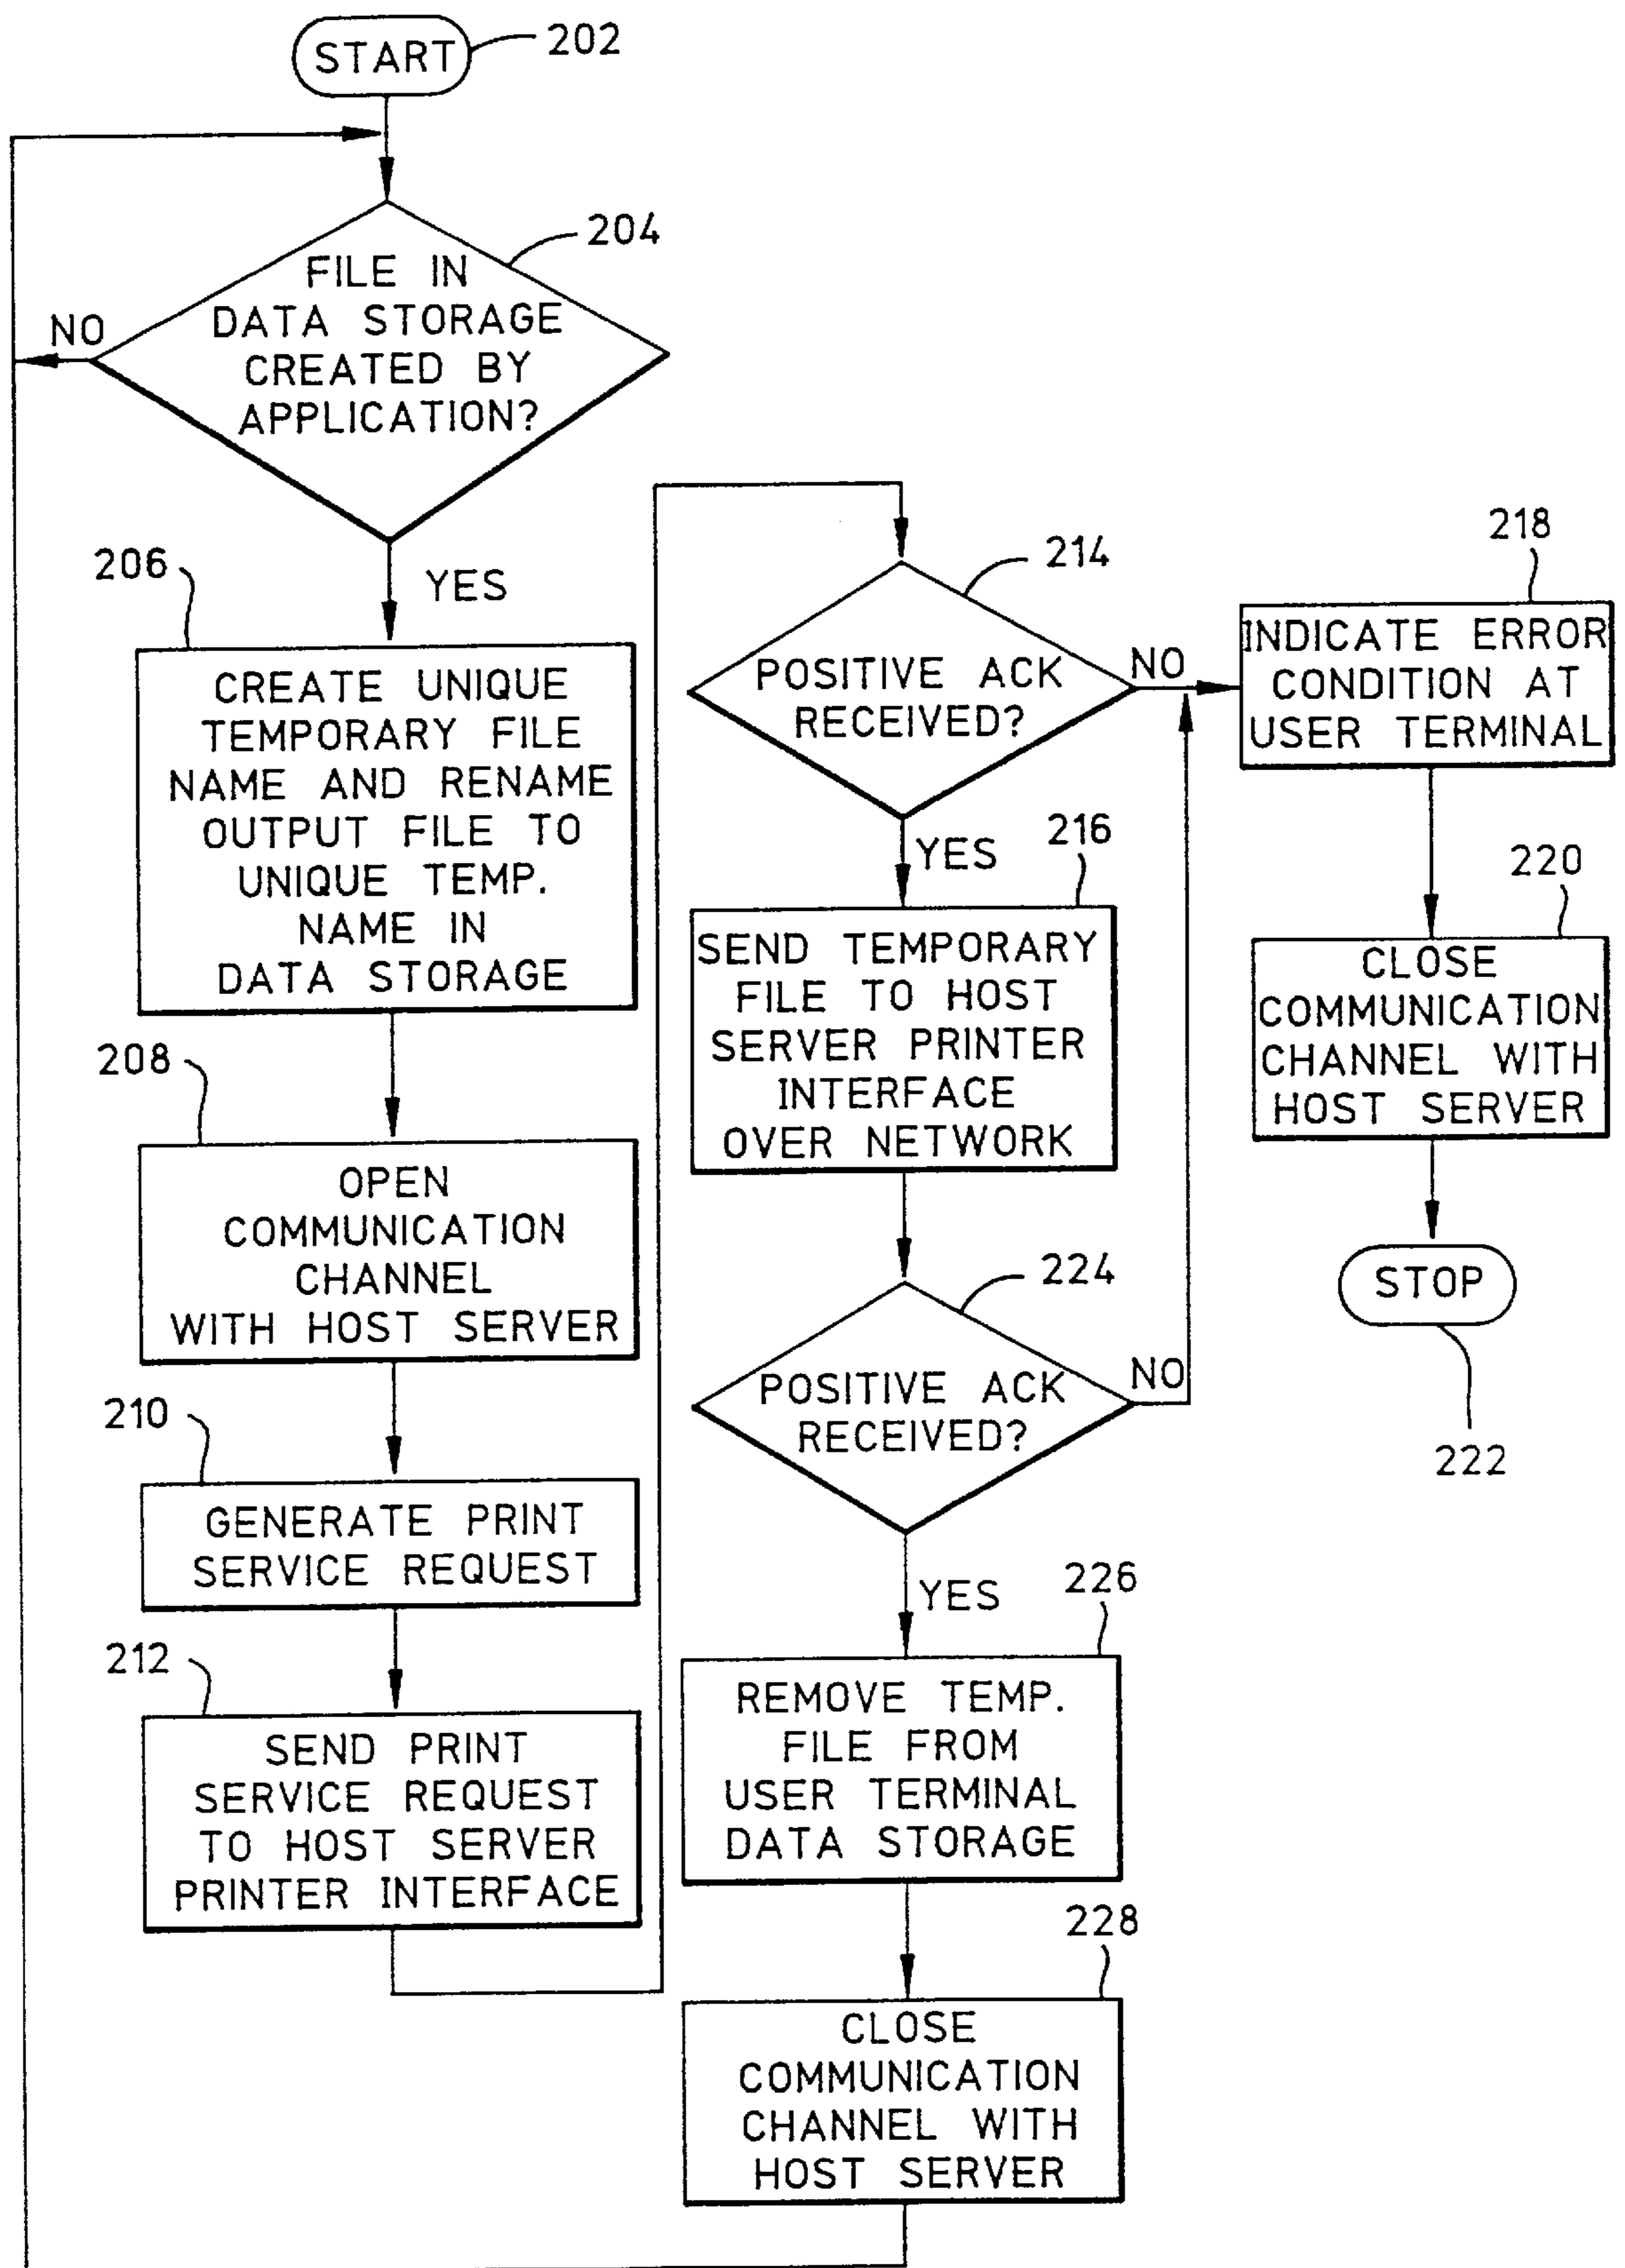 START
202
204
FILE IN
DATA STORAGE
CREATED BY
APPLICATION?
NO
YES
206
CREATE UNIQUE
TEMPORARY FILE
NAME AND RENAME
OUTPUT FILE TO
UNIQUE TEMP.
NAME IN
DATA STORAGE
208
OPEN
COMMUNICATION
CHANNEL
WITH HOST SERVER
210
GENERATE PRINT
SERVICE REQUEST
212
SEND PRINT
SERVICE REQUEST
TO HOST SERVER
PRINTER INTERFACE
214
POSITIVE ACK
RECEIVED?
NO
YES
216
SEND TEMPORARY
FILE TO HOST
SERVER PRINTER
INTERFACE
OVER NETWORK
224
POSITIVE ACK
RECEIVED?
NO
YES
226
REMOVE TEMP.
FILE FROM
USER TERMINAL
DATA STORAGE
228
CLOSE
COMMUNICATION
CHANNEL WITH
HOST SERVER
218
INDICATE ERROR
CONDITION AT
USER TERMINAL
220
CLOSE
COMMUNICATION
CHANNEL WITH
HOST SERVER
STOP
222